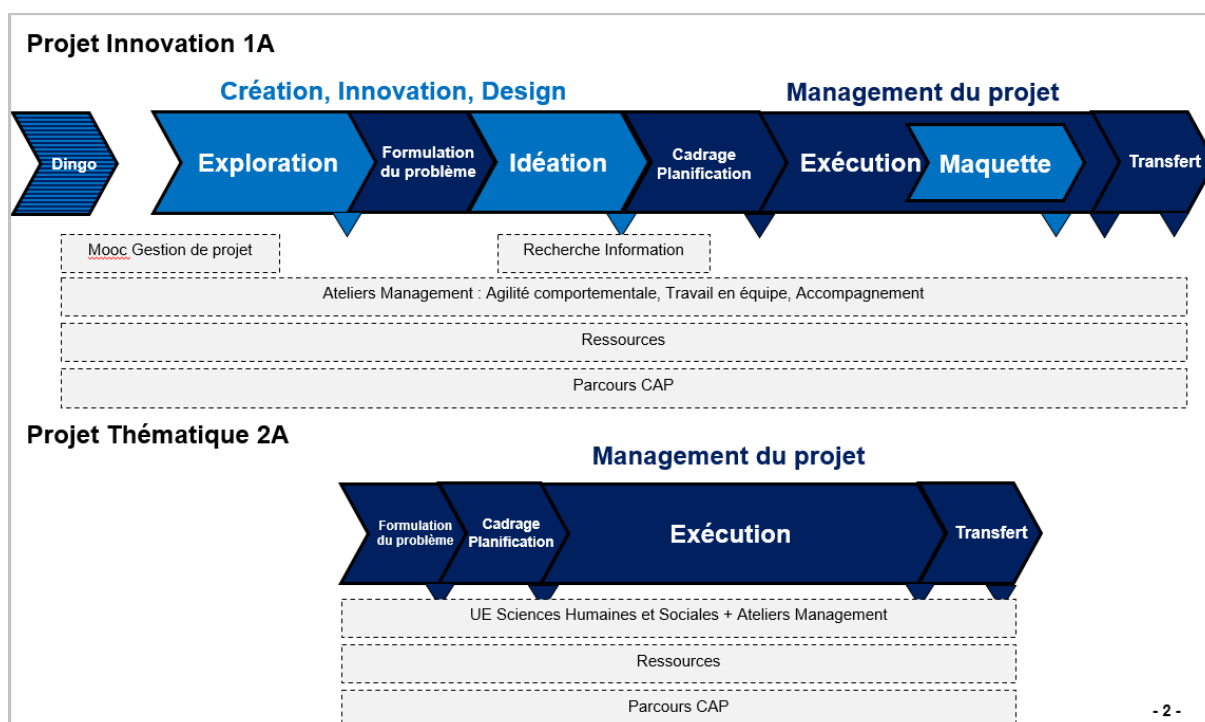 Projet Innovation 1A
Création, Innovation, Design
Management du projet
Dingo
Exploration
Formulation
du problème
Idéation
Cadrage
Planification
Exécution
Maquette
Transfert
Mooc Gestion de projet
Recherche Information
Ateliers Management : Agilité comportementale, Travail en équipe, Accompagnement
Ressources
Parcours CAP
Projet Thématique 2A
Management du projet
Formulation
du problème
Cadrage
Planification
Exécution
Transfert
UE Sciences Humaines et Sociales + Ateliers Management
Ressources
Parcours CAP
- 2 -